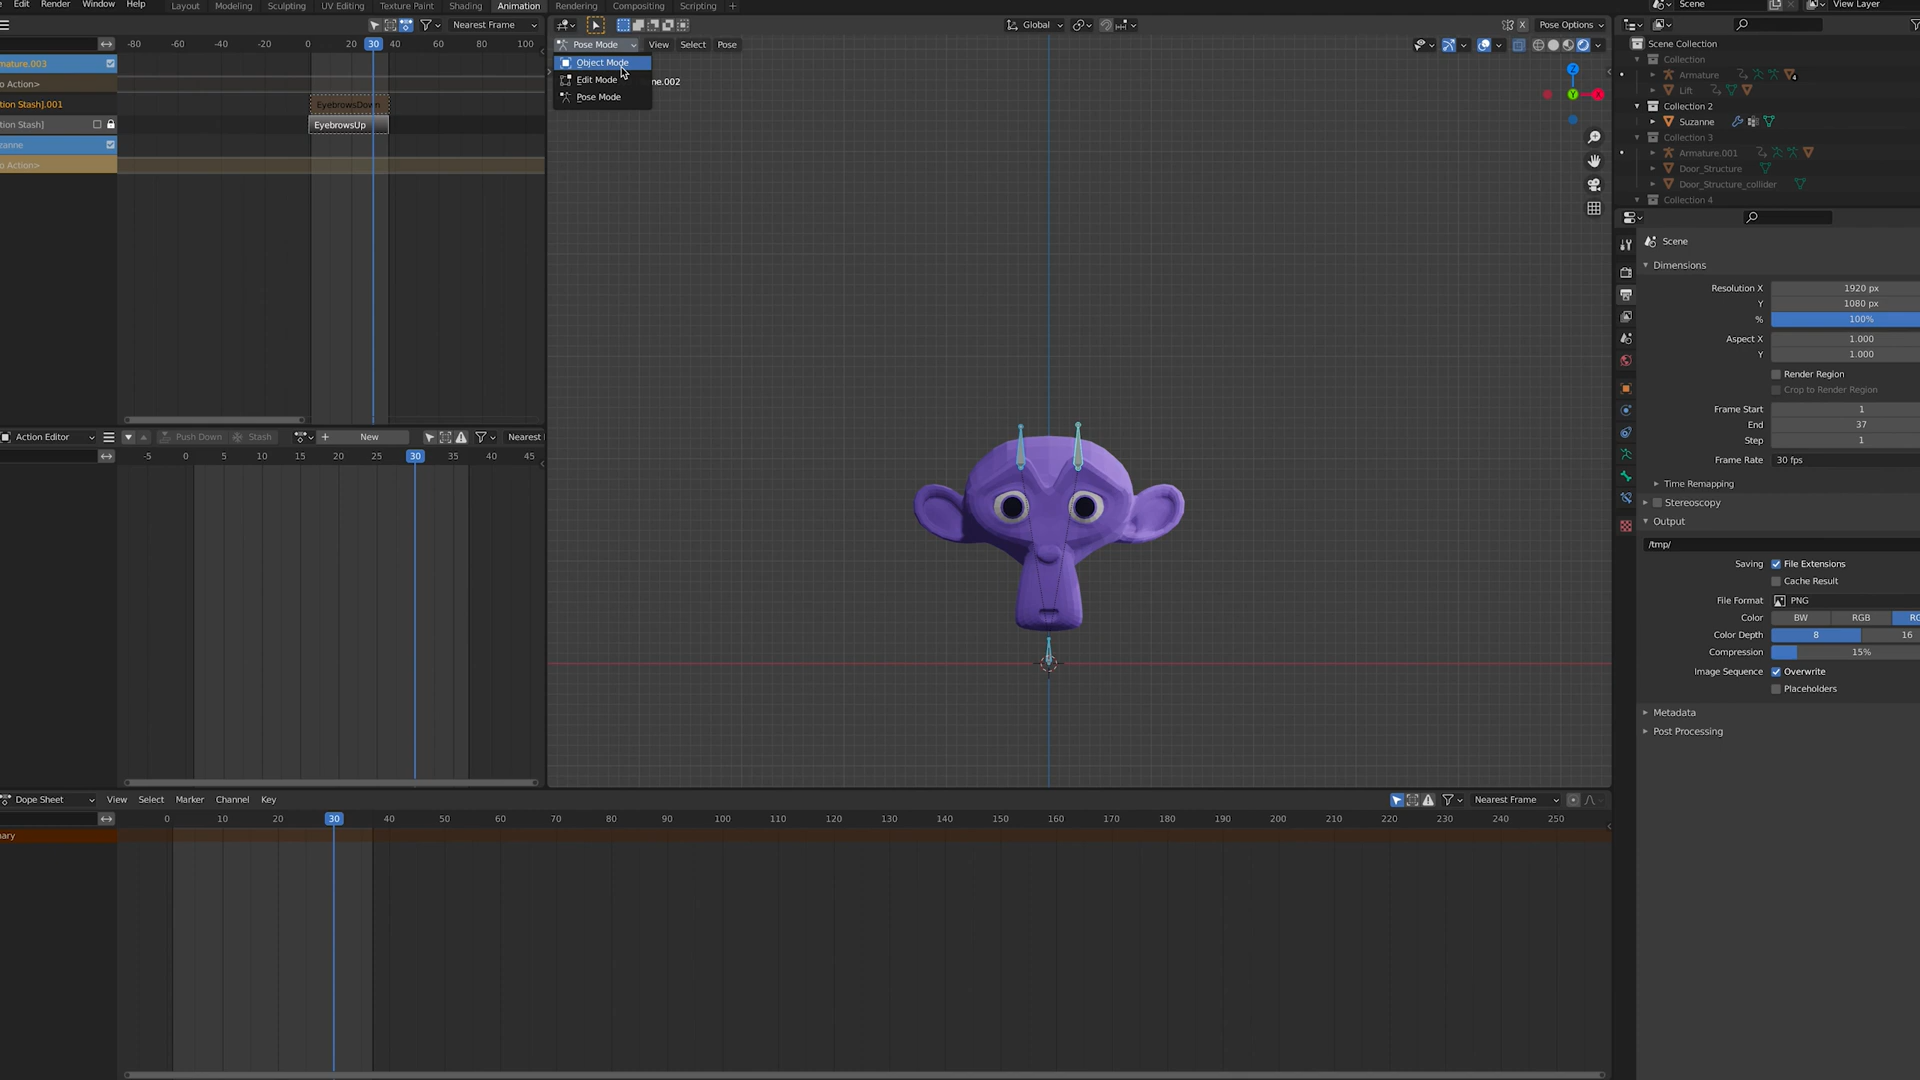 Edit Render Window Help Layout Modeling Sculpting UV Editing Texture Paint Shading Animation Rendering Compositing Scripting + Scene View Layer
Nearest Frame Global Pose Options
-80 -60 -40 -20 0 20 30 40 60 80 100 Pose Mode View Select Pose Scene Collection
mature.003 Object Mode Collection
o Action> Edit Mode ne.002 Armature 4
Pose Mode Lift
tion Stash].001 EyebrowsDown Collection 2
tion Stash] EyebrowsUp Suzanne
zanne Collection 3
o Action> Armature.001
Door_Structure
Door_Structure_collider
Collection 4
Scene
Dimensions
Resolution X 1920 px
Y 1080 px
% 100%
Aspect X 1.000
Y 1.000
Render Region
Crop to Render Region
Frame Start 1
End 37
Step 1
Frame Rate 30 fps
Time Remapping
Stereoscopy
Output
/tmp/
Saving File Extensions
Cache Result
File Format PNG
Color BW RGB RG
Color Depth 8 16
Compression 15%
Image Sequence Overwrite
Placeholders
Metadata
Post Processing
Z
Y
X
Action Editor Push Down Stash + New Nearest
-5 0 5 10 15 20 25 30 35 40 45
Dope Sheet View Select Marker Channel Key Nearest Frame
0 10 20 30 40 50 60 70 80 90 100 110 120 130 140 150 160 170 180 190 200 210 220 230 240 250
ary